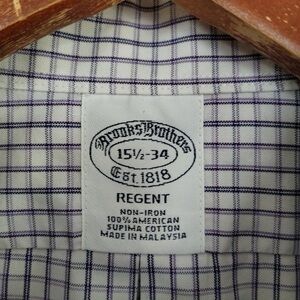 Brooks Brothers
15½-34
Est. 1818
REGENT
NON-IRON
100% AMERICAN
SUPIMA COTTON
MADE IN MALAYSIA